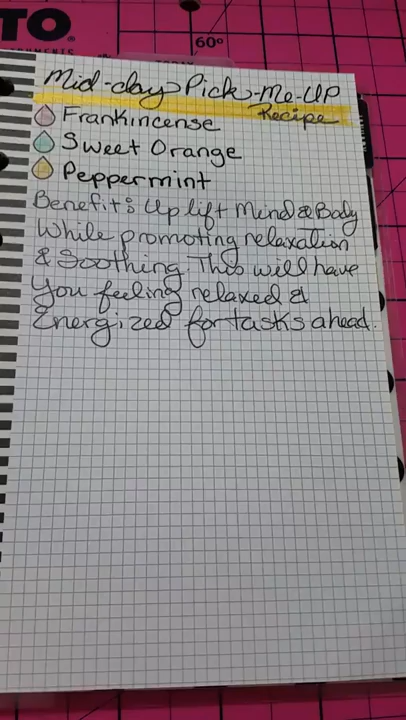 TO
60°
Mid-day Pick-Me-UP
Recipe
Frankincense
Sweet Orange
Peppermint
Benefits Uplift Mind & Body
While promoting relaxation
& Soothing This will have
You feeling relaxed &
Energized for tasks ahead.